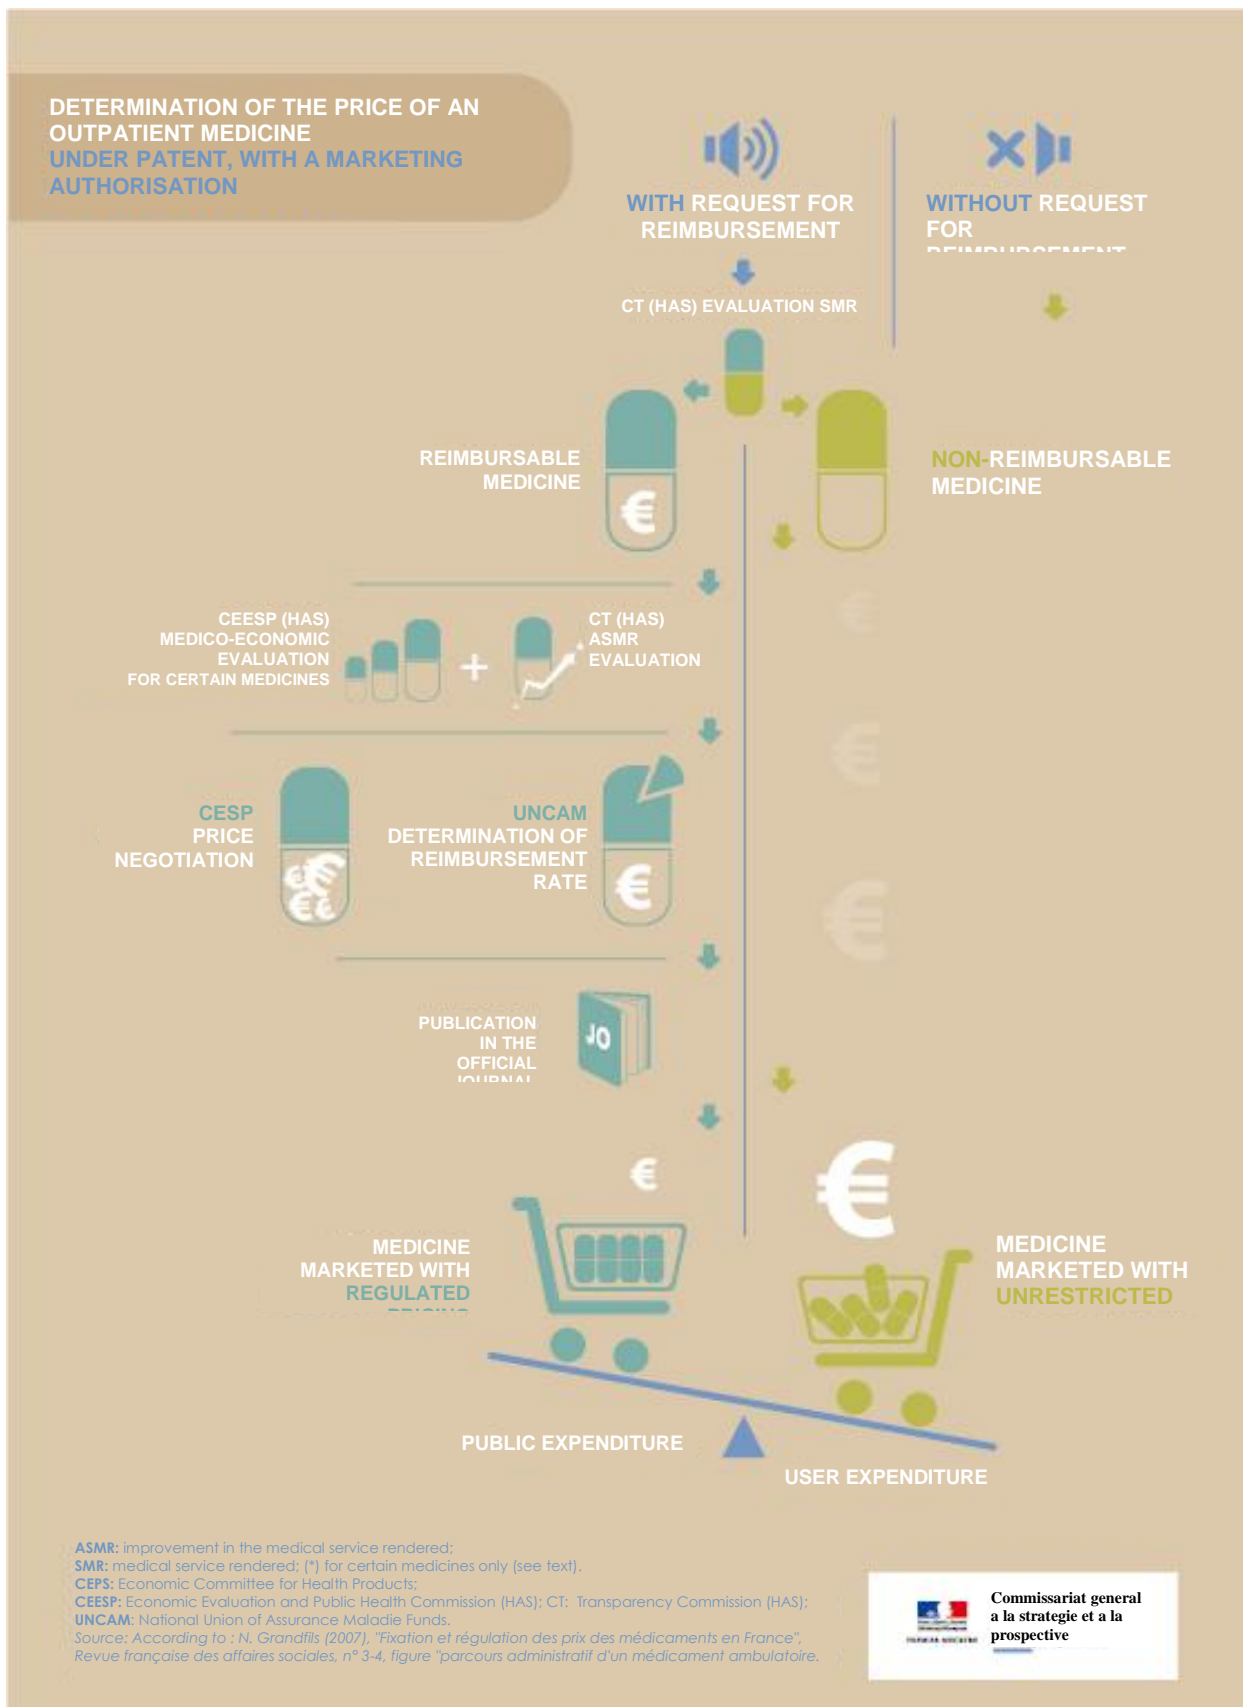 DETERMINATION OF THE PRICE OF AN
OUTPATIENT MEDICINE
UNDER PATENT, WITH A MARKETING
AUTHORISATION
WITH REQUEST FOR
REIMBURSEMENT
WITHOUT REQUEST
FOR
REIMBURSEMENT
CT (HAS) EVALUATION SMR
REIMBURSABLE
MEDICINE
€
NON-REIMBURSABLE
MEDICINE
CEESP (HAS)
MEDICO-ECONOMIC
EVALUATION
FOR CERTAIN MEDICINES
+
CT (HAS)
ASMR
EVALUATION
€
€
€
CESP
PRICE
NEGOTIATION
€ €
€ €
UNCAM
DETERMINATION OF
REIMBURSEMENT
RATE
€
PUBLICATION
IN THE
OFFICIAL
JOURNAL
JO
€
€
MEDICINE
MARKETED WITH
REGULATED
PRICING
MEDICINE
MARKETED WITH
UNRESTRICTED
PUBLIC EXPENDITURE
USER EXPENDITURE
ASMR: improvement in the medical service rendered;
SMR: medical service rendered; (*) for certain medicines only (see text).
CEPS: Economic Committee for Health Products;
CEESP: Economic Evaluation and Public Health Commission (HAS); CT: Transparency Commission (HAS);
UNCAM: National Union of Assurance Maladie Funds.
Source: According to : N. Grandfils (2007), "Fixation et régulation des prix des médicaments en France",
Revue française des affaires sociales, n° 3-4, figure "parcours administratif d'un médicament ambulatoire.
Commissariat general
a la strategie et a la
prospective